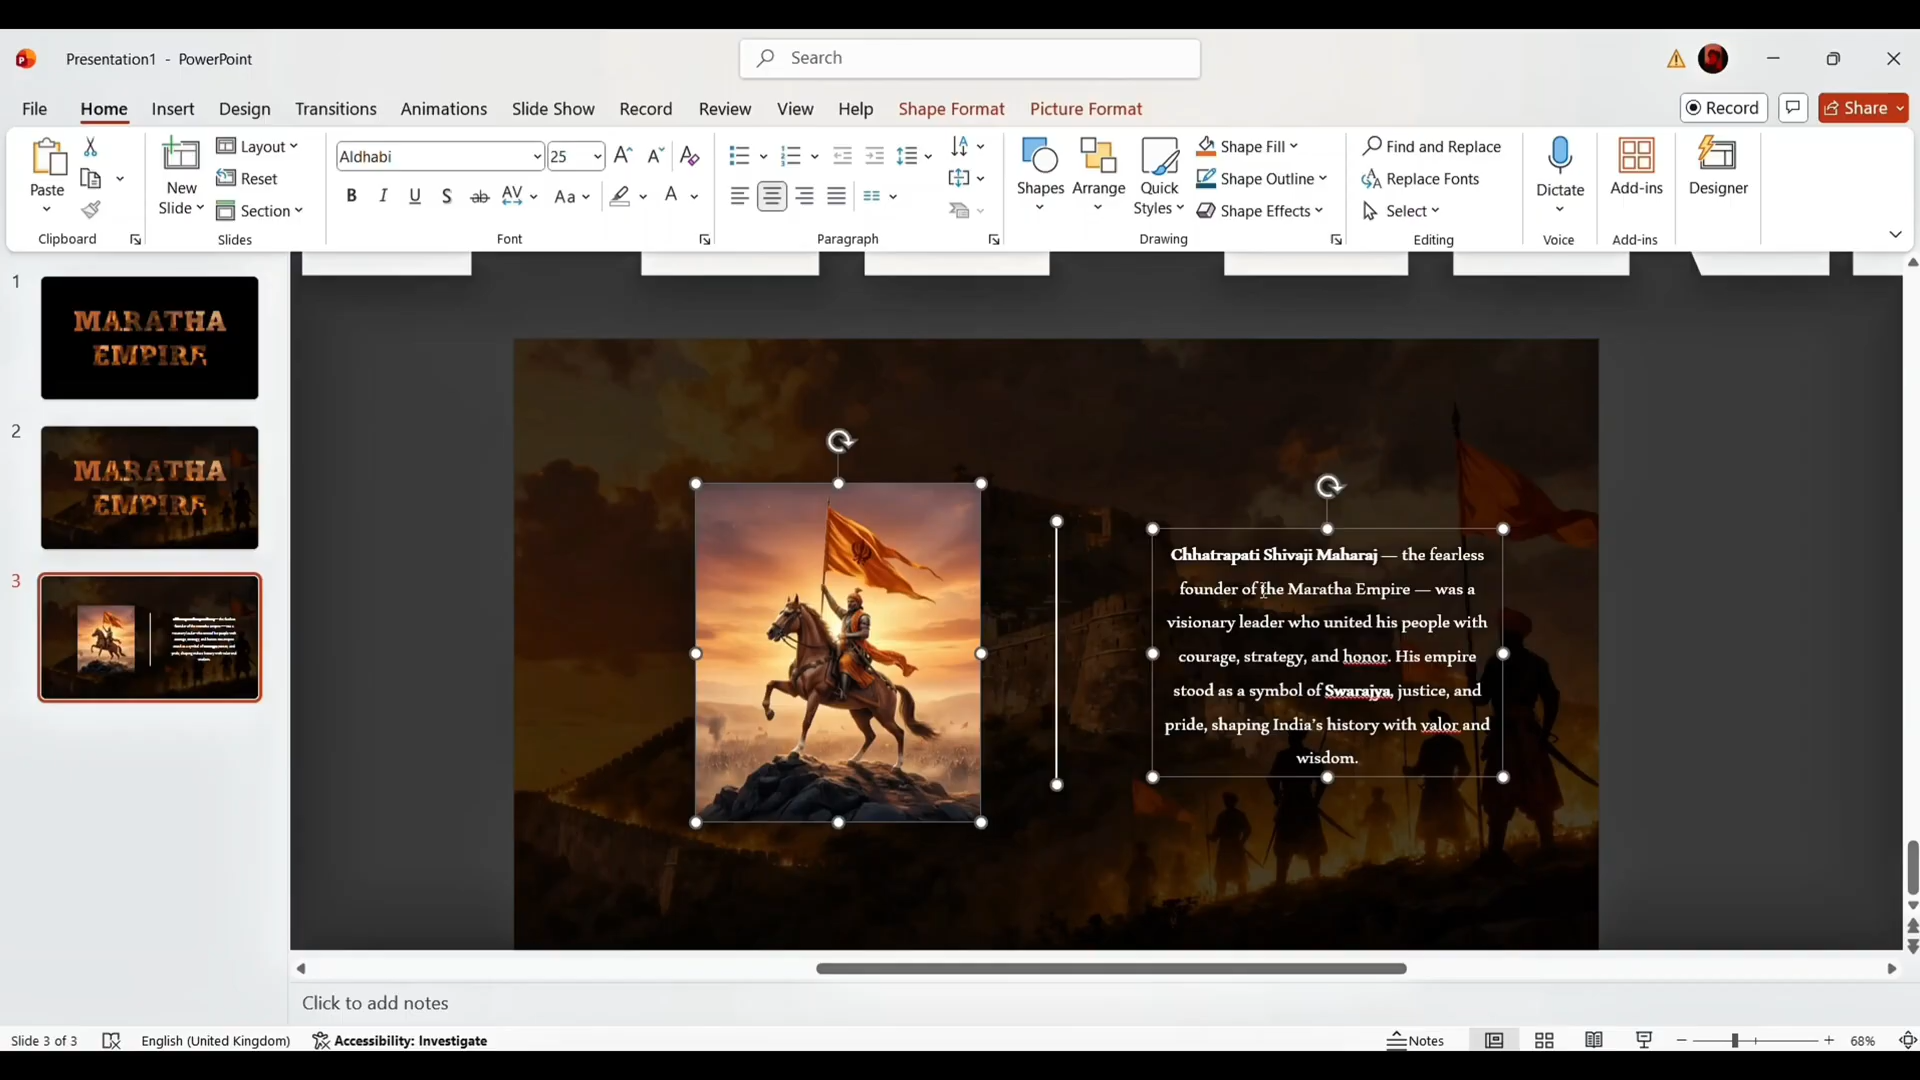 Presentation1 - PowerPoint
Search
File Home Insert Design Transitions Animations Slide Show Record Review View Help Shape Format Picture Format
Record
Share
Paste
Clipboard
New Slide
Layout
Reset
Section
Slides
Aldhabi 25
B I U S ab AV Aa A
Font
Paragraph
Shapes
Arrange
Quick Styles
Shape Fill
Shape Outline
Shape Effects
Drawing
Find and Replace
Replace Fonts
Select
Editing
Dictate
Voice
Add-ins
Add-ins
Designer
1
MARATHA
EMPIRE
2
MARATHA
EMPIRE
3
Chhatrapati Shivaji Maharaj — the fearless
founder of the Maratha Empire — was a
visionary leader who united his people with
courage, strategy, and honor. His empire
stood as a symbol of Swarajya, justice, and
pride, shaping India's history with valor and
wisdom.
Click to add notes
Slide 3 of 3 English (United Kingdom) Accessibility: Investigate Notes 68%